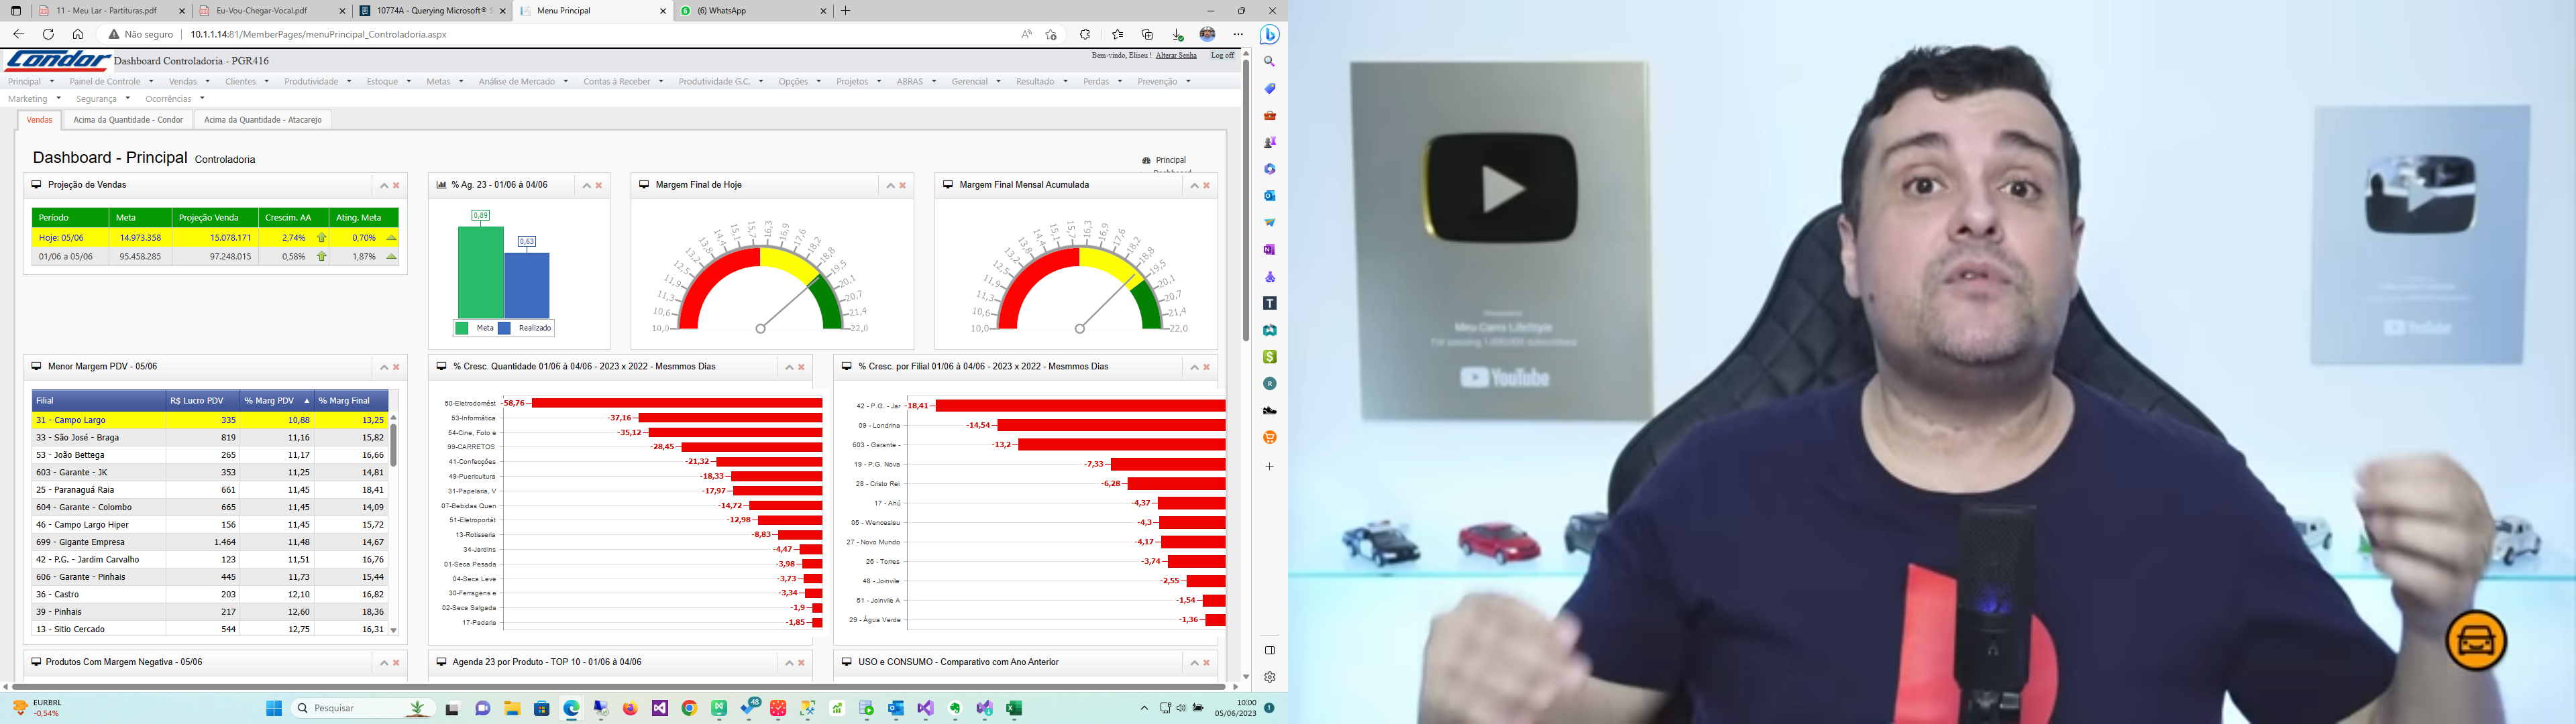 11 - Meu Lar - Partituras.pdf
Eu-Vou-Chegar-Vocal.pdf
10774A - Querying Microsoft® S
Menu Principal
(6) WhatsApp
Não seguro
10.1.1.14:81/MemberPages/menuPrincipal_Controladoria.aspx
Condor
Dashboard Controladoria - PGR416
Bem-vindo, Eliseu ! Alterar Senha Log off
Principal Painel de Controle Vendas Clientes Produtividade Estoque Metas Análise de Mercado Contas à Receber Produtividade G.C. Opções Projetos ABRAS Gerencial Resultado Perdas Prevenção
Marketing Segurança Ocorrências
Vendas Acima da Quantidade - Condor Acima da Quantidade - Atacarejo
Dashboard - Principal Controladoria
Principal
Projeção de Vendas
Período Meta Projeção Venda Crescim. AA Ating. Meta
Hoje: 05/06 14.973.358 15.078.171 2,74% 0,70%
01/06 a 05/06 95.458.285 97.248.015 0,58% 1,87%
% Ag. 23 - 01/06 à 04/06
0,89
0,63
Meta Realizado
Margem Final de Hoje
10,0 10,6 11,3 11,9 12,5 13,2 13,8 14,4 15,1 15,7 16,3 16,9 17,6 18,2 18,8 19,5 20,1 20,7 21,4 22,0
Margem Final Mensal Acumulada
10,0 10,6 11,3 11,9 12,5 13,2 13,8 14,4 15,1 15,7 16,3 16,9 17,6 18,2 18,8 19,5 20,1 20,7 21,4 22,0
Menor Margem PDV - 05/06
Filial R$ Lucro PDV % Marg PDV % Marg Final
31 - Campo Largo 335 10,88 13,25
33 - São José - Braga 819 11,16 15,82
53 - João Bettega 265 11,17 16,66
603 - Garante - JK 353 11,25 14,81
25 - Paranaguá Raia 661 11,45 18,41
604 - Garante - Colombo 665 11,45 14,09
46 - Campo Largo Hiper 156 11,45 15,72
699 - Gigante Empresa 1.464 11,48 14,67
42 - P.G. - Jardim Carvalho 123 11,51 16,76
606 - Garante - Pinhais 445 11,73 15,44
36 - Castro 203 12,10 16,82
39 - Pinhais 217 12,60 18,36
13 - Sitio Cercado 544 12,75 16,31
% Cresc. Quantidade 01/06 à 04/06 - 2023 x 2022 - Mesmmos Dias
50-Eletrodomést -58,76
53-Informática -37,16
54-Cine, Foto e -35,12
99-CARRETOS -28,45
41-Confecções -21,32
49-Puericultura -18,33
31-Papelaria, V -17,97
07-Bebidas Quen -14,72
51-Eletroportát -12,98
13-Rotisseria -8,83
34-Jardins -4,47
01-Seca Pesada -3,98
04-Seca Leve -3,73
30-Ferragens e -3,34
02-Seca Salgada -1,9
17-Padaria -1,85
% Cresc. por Filial 01/06 à 04/06 - 2023 x 2022 - Mesmmos Dias
42 - P.G. - Jar -18,41
09 - Londrina -14,54
603 - Garante - -13,2
19 - P.G. Nova -7,33
28 - Cristo Rei -6,28
17 - Ahú -4,37
05 - Wenceslau -4,3
27 - Novo Mundo -4,17
26 - Torres -3,74
48 - Joinvile -2,55
51 - Joinvile A -1,54
29 - Água Verde -1,36
Produtos Com Margem Negativa - 05/06
Agenda 23 por Produto - TOP 10 - 01/06 à 04/06
USO e CONSUMO - Comparativo com Ano Anterior
EURBRL
-0,54%
Pesquisar
48
10:00
05/06/2023
1
Meu Carro LifeStyle
For passing 1,000,000 subscribers
YouTube
YouTube